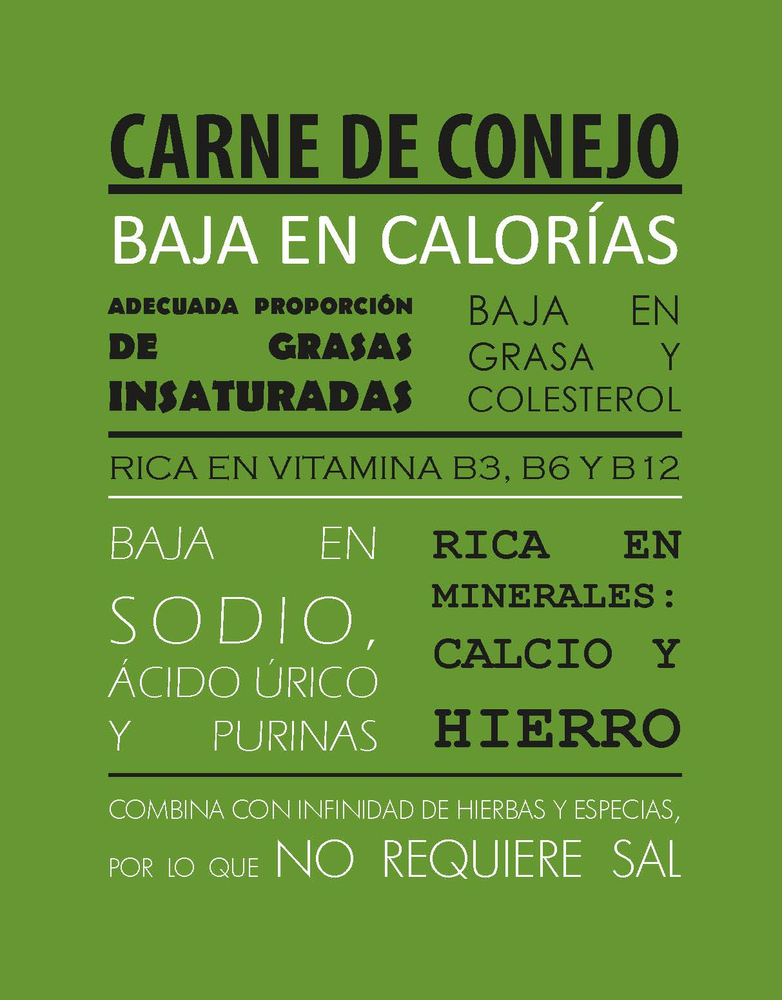 CARNE DE CONEJO
BAJA EN CALORÍAS
ADECUADA PROPORCIÓN
DE GRASAS
INSATURADAS
BAJA EN
GRASA Y
COLESTEROL
RICA EN VITAMINA B3, B6 Y B12
BAJA EN
SODIO,
ÁCIDO ÚRICO
Y PURINAS
RICA EN
MINERALES:
CALCIO Y
HIERRO
COMBINA CON INFINIDAD DE HIERBAS Y ESPECIAS,
POR LO QUE NO REQUIERE SAL